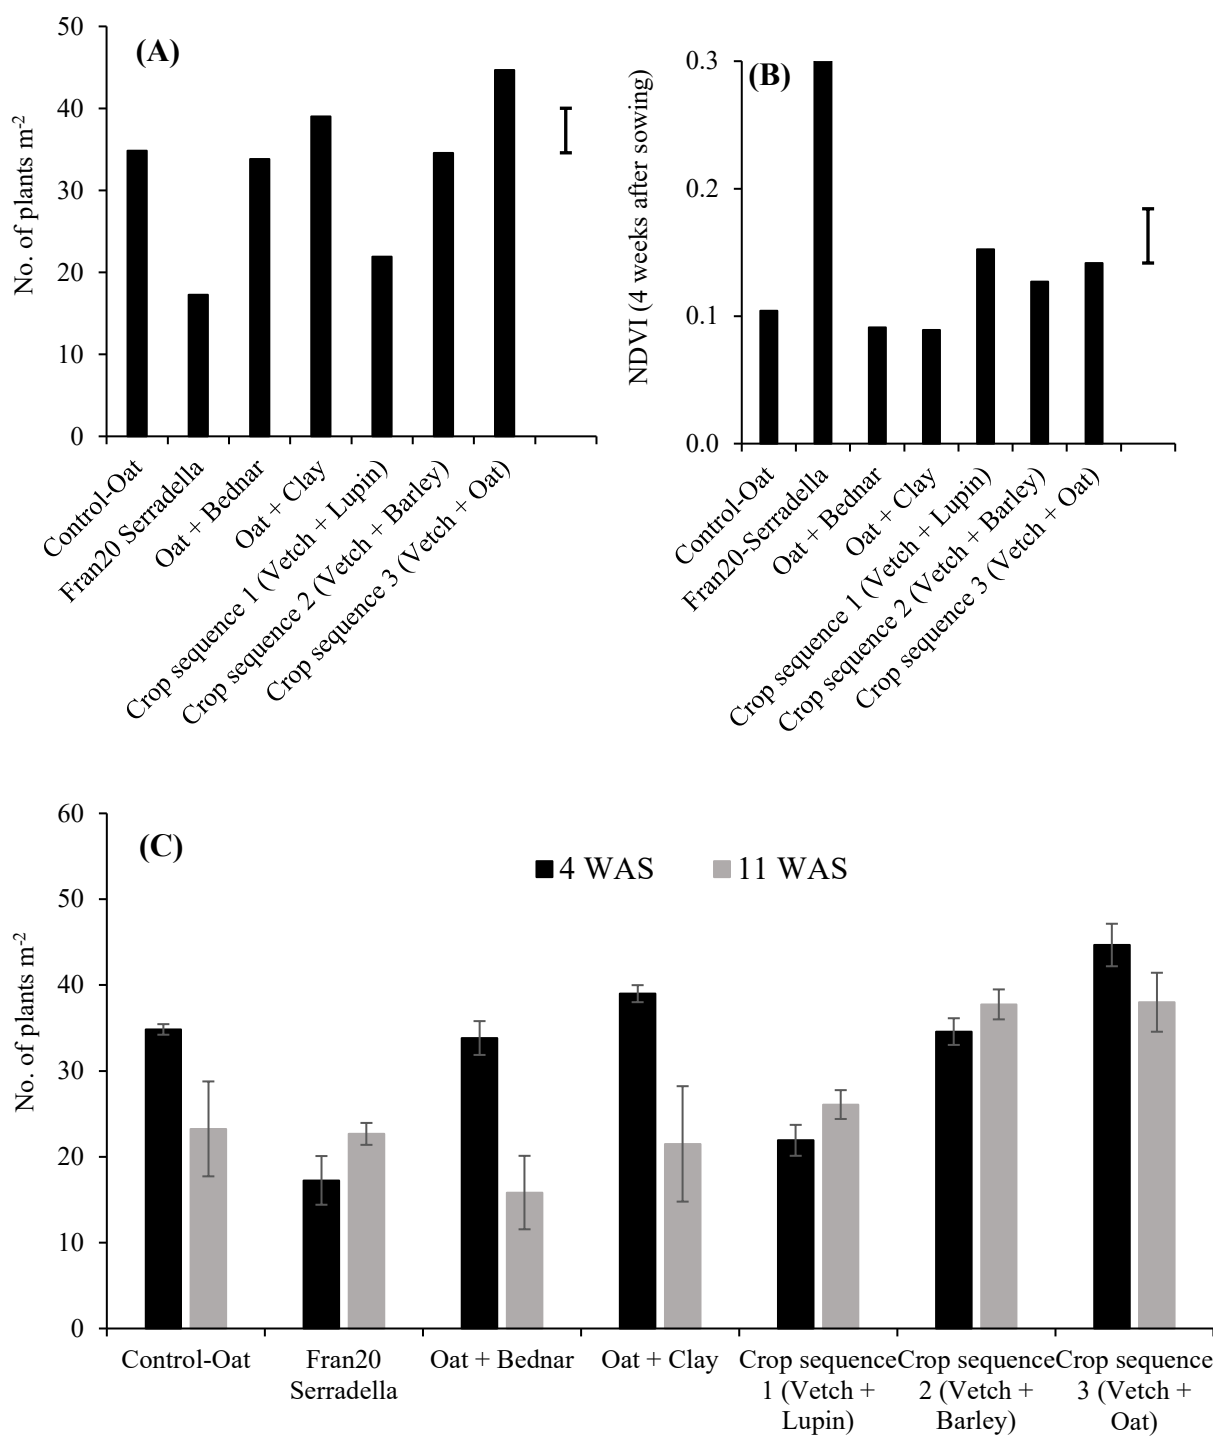 (A)
No. of plants m-2
50
40
30
20
10
0
Control-Oat
Fran20 Serradella
Oat + Bednar
Oat + Clay
Crop sequence 1 (Vetch + Lupin)
Crop sequence 2 (Vetch + Barley)
Crop sequence 3 (Vetch + Oat)
(B)
NDVI (4 weeks after sowing)
0.3
0.2
0.1
0.0
Control-Oat
Fran20-Serradella
Oat + Bednar
Oat + Clay
Crop sequence 1 (Vetch + Lupin)
Crop sequence 2 (Vetch + Barley)
Crop sequence 3 (Vetch + Oat)
(C)
4 WAS 11 WAS
No. of plants m-2
60
50
40
30
20
10
0
Control-Oat
Fran20
Serradella
Oat + Bednar
Oat + Clay
Crop sequence
1 (Vetch +
Lupin)
Crop sequence
2 (Vetch +
Barley)
Crop sequence
3 (Vetch +
Oat)